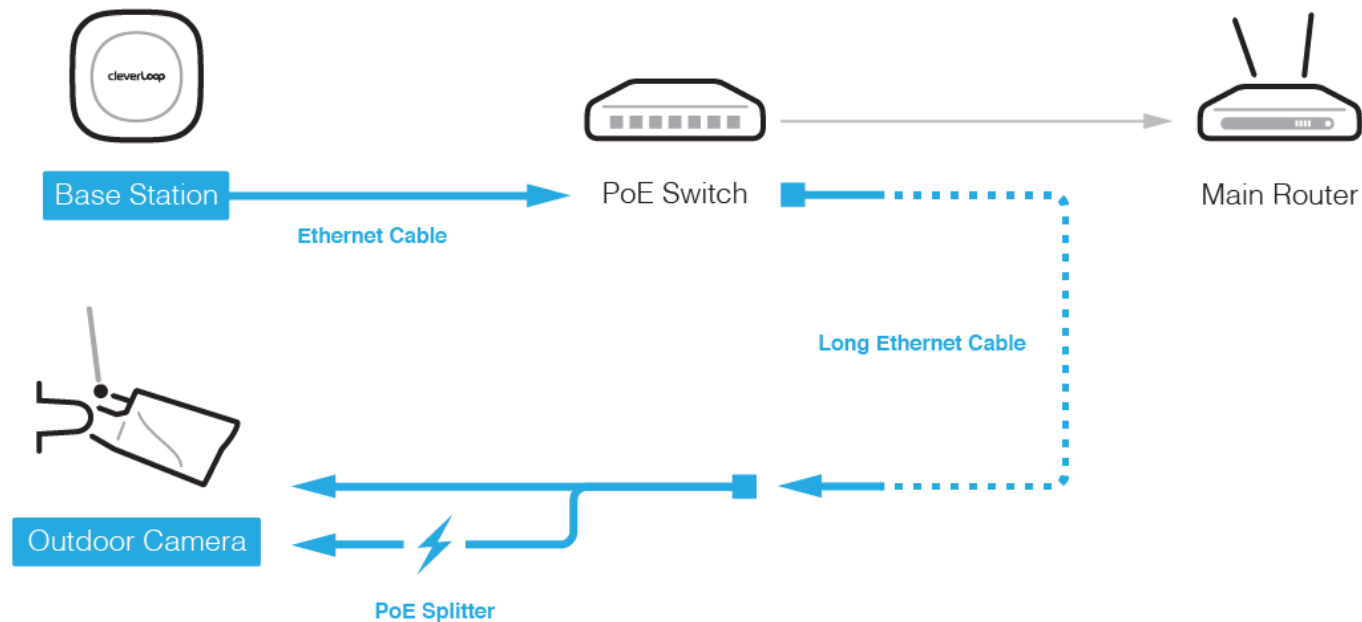 cleverLoop
Base Station
Ethernet Cable
PoE Switch
Main Router
Long Ethernet Cable
Outdoor Camera
PoE Splitter